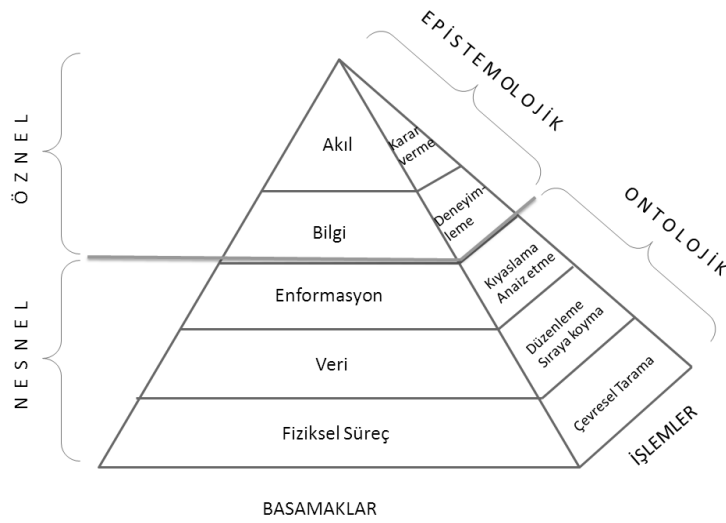 EPİSTEMOLOJİK
ONTOLOJİK
ÖZNEL
NESNEL
Akıl
Karar
verme
Bilgi
Deneyim-
leme
Enformasyon
Kıyaslama
Anaiz etme
Veri
Düzenleme
Sıraya koyma
Fiziksel Süreç
Çevresel Tarama
İŞLEMLER
BASAMAKLAR